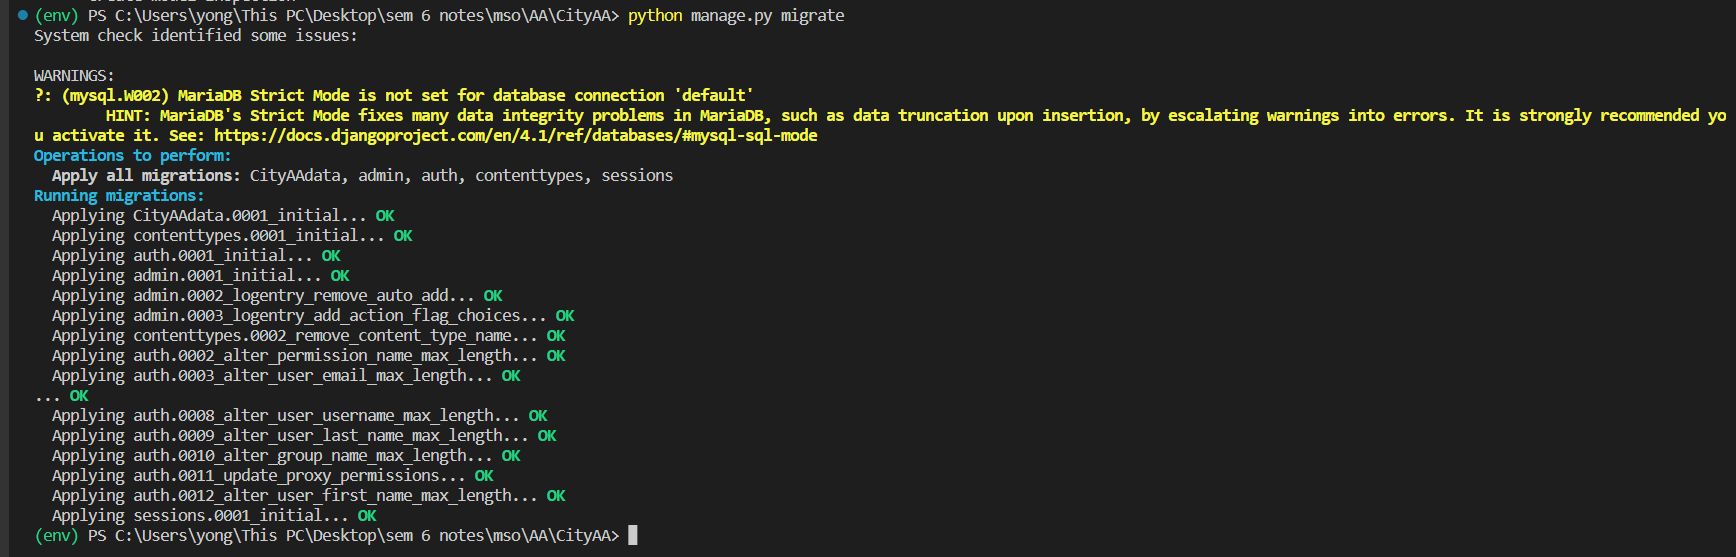 (env) PS C:\Users\yong\This PC\Desktop\sem 6 notes\mso\AA\CityAA> python manage.py migrate
System check identified some issues:
WARNINGS:
?: (mysql.W002) MariaDB Strict Mode is not set for database connection 'default'
HINT: MariaDB's Strict Mode fixes many data integrity problems in MariaDB, such as data truncation upon insertion, by escalating warnings into errors. It is strongly recommended yo
u activate it. See: https://docs.djangoproject.com/en/4.1/ref/databases/#mysql-sql-mode
Operations to perform:
Apply all migrations: CityAAdata, admin, auth, contenttypes, sessions
Running migrations:
Applying CityAAdata.0001_initial... OK
Applying contenttypes.0001_initial... OK
Applying auth.0001_initial... OK
Applying admin.0001_initial... OK
Applying admin.0002_logentry_remove_auto_add... OK
Applying admin.0003_logentry_add_action_flag_choices... OK
Applying contenttypes.0002_remove_content_type_name... OK
Applying auth.0002_alter_permission_name_max_length... OK
Applying auth.0003_alter_user_email_max_length... OK
... OK
Applying auth.0008_alter_user_username_max_length... OK
Applying auth.0009_alter_user_last_name_max_length... OK
Applying auth.0010_alter_group_name_max_length... OK
Applying auth.0011_update_proxy_permissions... OK
Applying auth.0012_alter_user_first_name_max_length... OK
Applying sessions.0001_initial... OK
(env) PS C:\Users\yong\This PC\Desktop\sem 6 notes\mso\AA\CityAA>